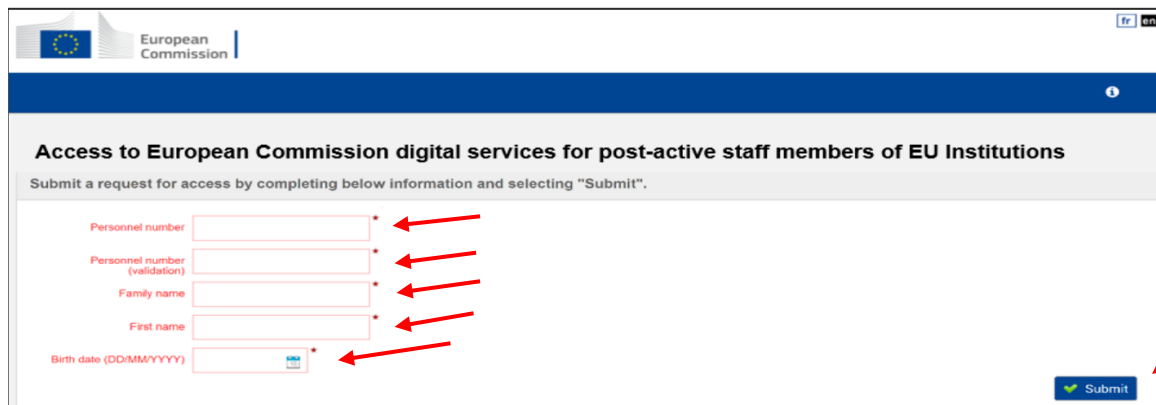 fr en
European
Commission
Access to European Commission digital services for post-active staff members of EU Institutions
Submit a request for access by completing below information and selecting "Submit".
Personnel number *
Personnel number *
(validation)
Family name *
First name *
Birth date (DD/MM/YYYY) *
Submit